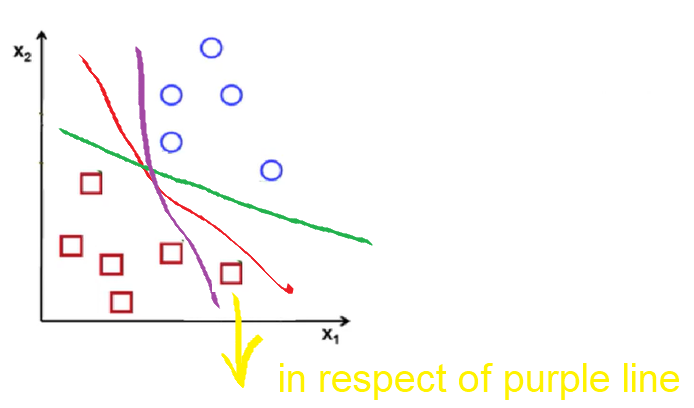 x2
x1
in respect of purple line